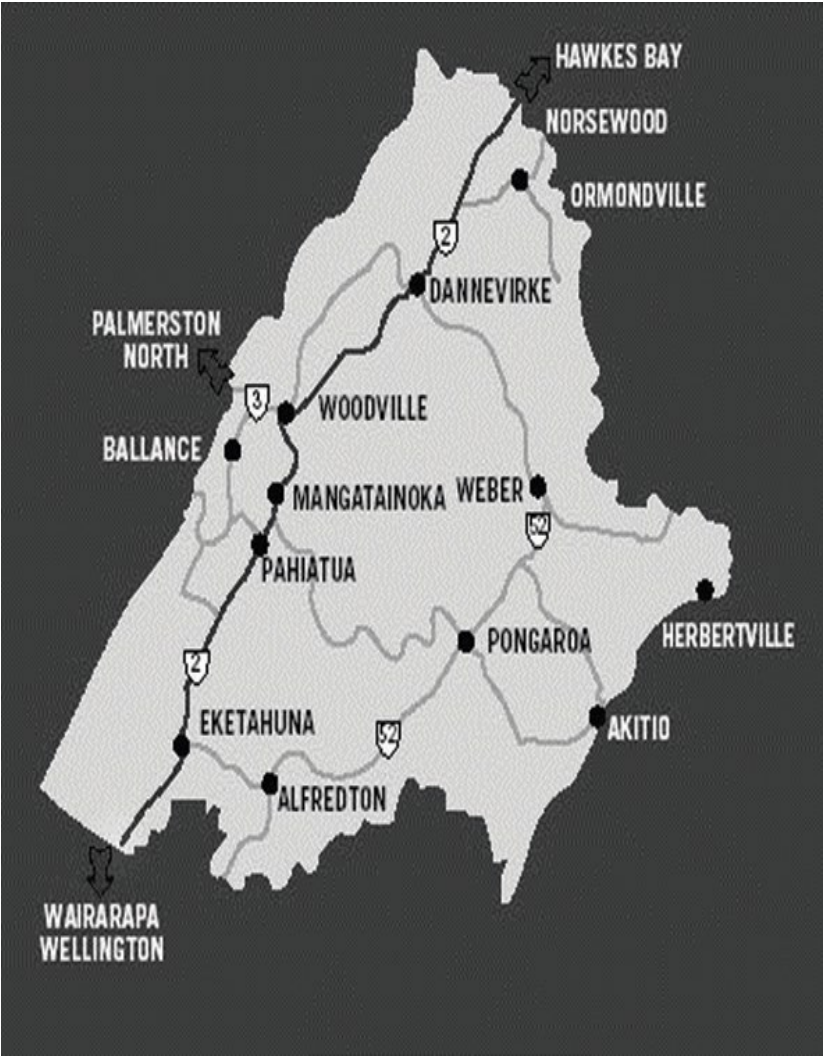 HAWKES BAY
NORSEWOOD
ORMONDVILLE
2
DANNEVIRKE
PALMERSTON
NORTH
3
WOODVILLE
BALLANCE
MANGATAINOKA
WEBER
52
PAHIATUA
HERBERTVILLE
PONGAROA
2
EKETAHUNA
52
AKITIO
ALFREDTON
WAIRARAPA
WELLINGTON